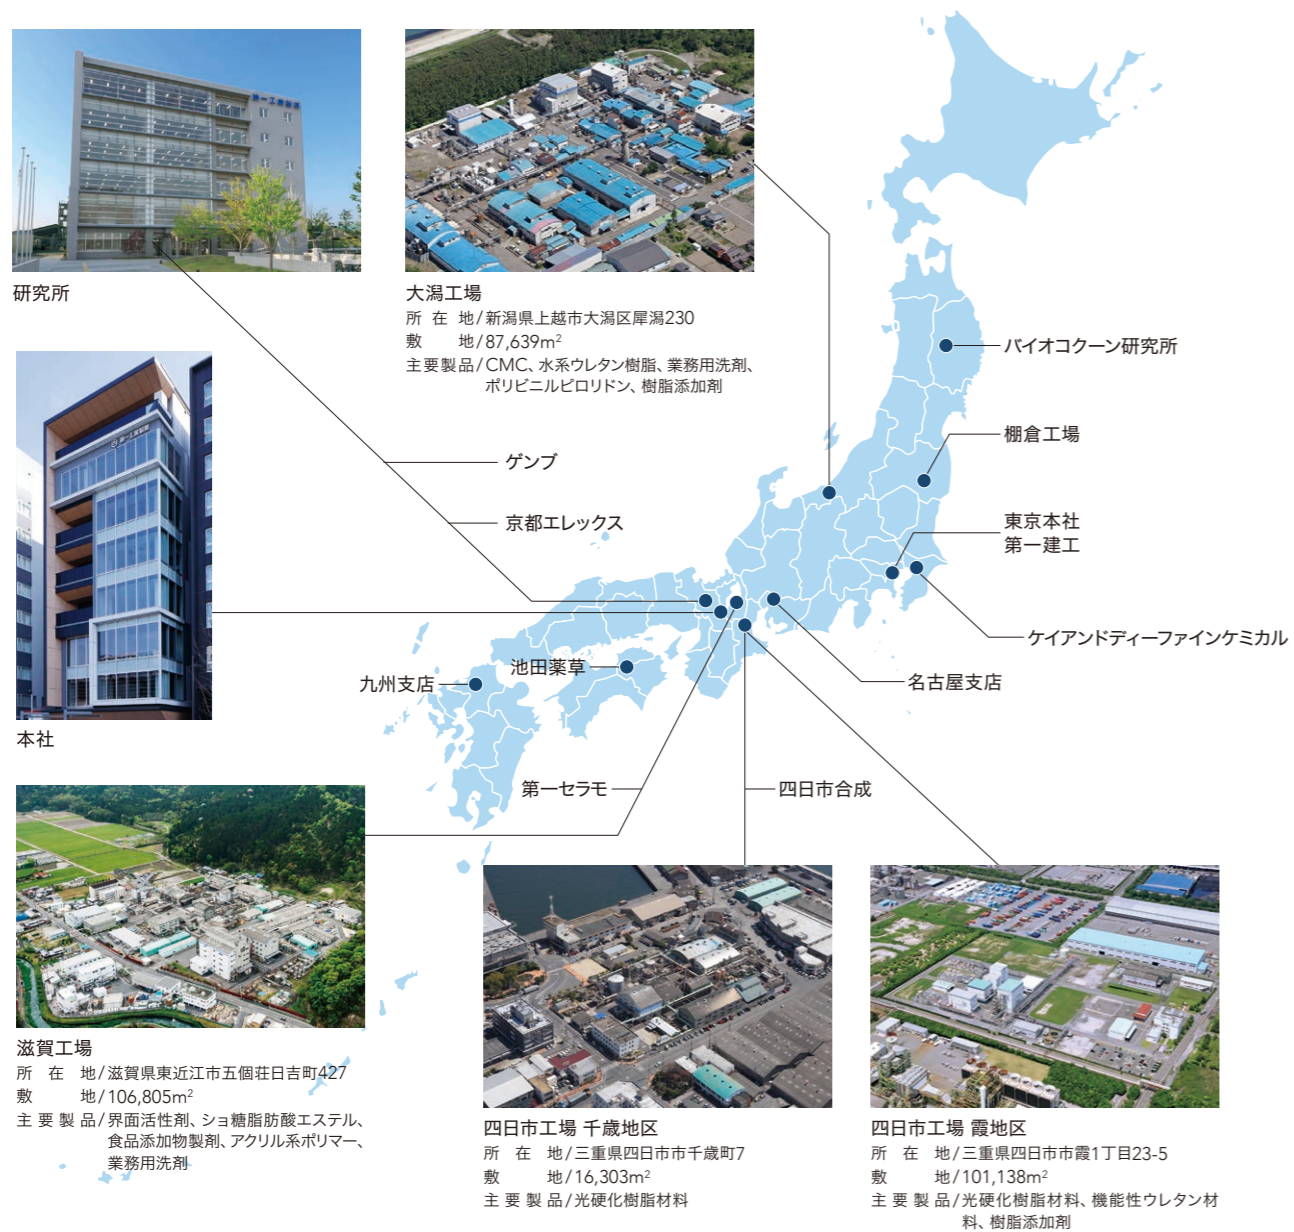 第一工業製薬
研究所
大潟工場
所在地/新潟県上越市大潟区犀潟230
敷地/87,639m²
主要製品/CMC、水系ウレタン樹脂、業務用洗剤、
ポリビニルピロリドン、樹脂添加剤
バイオコクーン研究所
棚倉工場
東京本社
第一建工
ケイアンドディーファインケミカル
名古屋支店
ゲンブ
京都エレックス
第一工業製薬
本社
池田薬草
九州支店
第一セラモ
四日市合成
滋賀工場
所在地/滋賀県東近江市五個荘日吉町427
敷地/106,805m²
主要製品/界面活性剤、ショ糖脂肪酸エステル、
食品添加物製剤、アクリル系ポリマー、
業務用洗剤
四日市工場 千歳地区
所在地/三重県四日市市千歳町7
敷地/16,303m²
主要製品/光硬化樹脂材料
四日市工場 霞地区
所在地/三重県四日市市霞1丁目23-5
敷地/101,138m²
主要製品/光硬化樹脂材料、機能性ウレタン材
料、樹脂添加剤